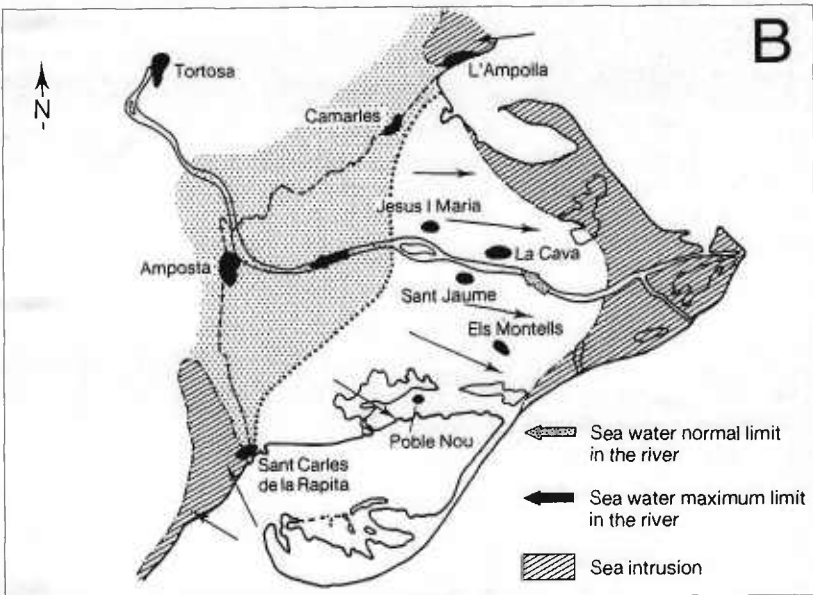 B
N
Tortosa
L'Ampolla
Camarles
Jesus I Maria
La Cava
Amposta
Sant Jaume
Els Montells
Poble Nou
Sant Carles
de la Rapita
Sea water normal limit
in the river
Sea water maximum limit
in the river
Sea intrusion